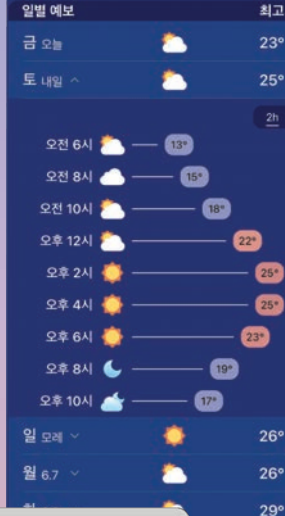 일별 예보 최고
금 오늘 23°
토 내일 25°
2h
오전 6시 13°
오전 8시 15°
오전 10시 18°
오후 12시 22°
오후 2시 25°
오후 4시 25°
오후 6시 23°
오후 8시 19°
오후 10시 17°
일 모레 26°
월 6.7 26°
29°